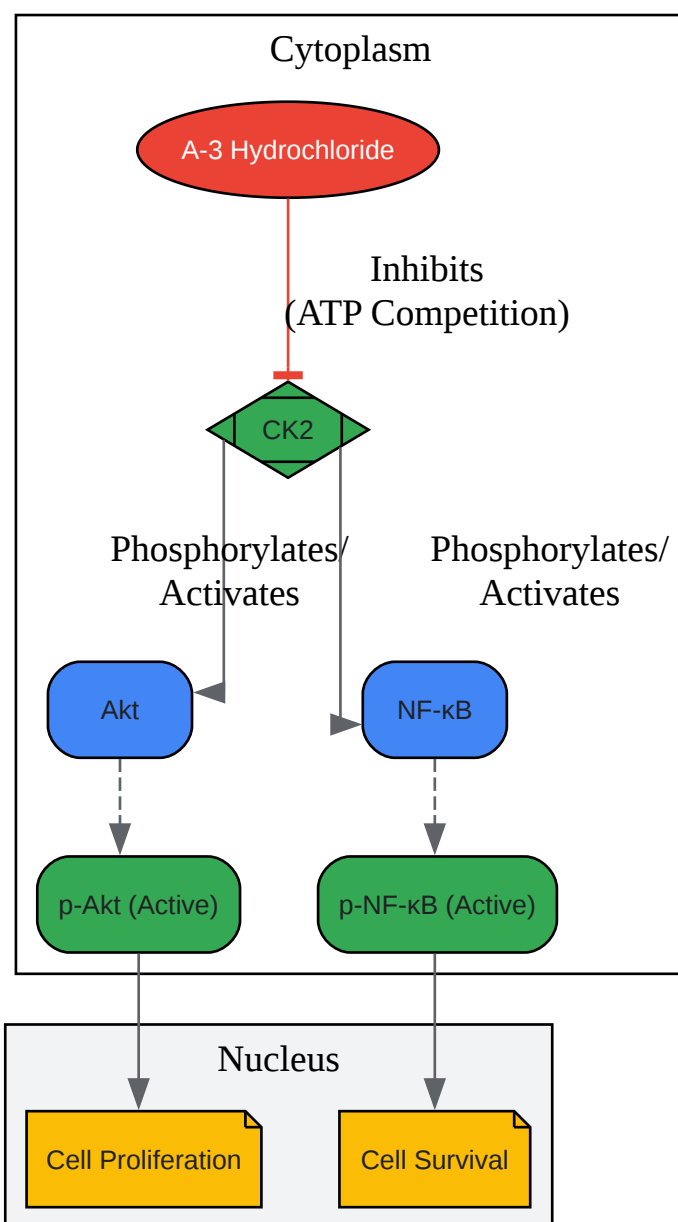 Cytoplasm
A-3 Hydrochloride
Inhibits
(ATP Competition)
CK2
Phosphorylates/
Activates
Phosphorylates/
Activates
Akt
NF-κB
p-Akt (Active)
p-NF-κB (Active)
Nucleus
Cell Proliferation
Cell Survival